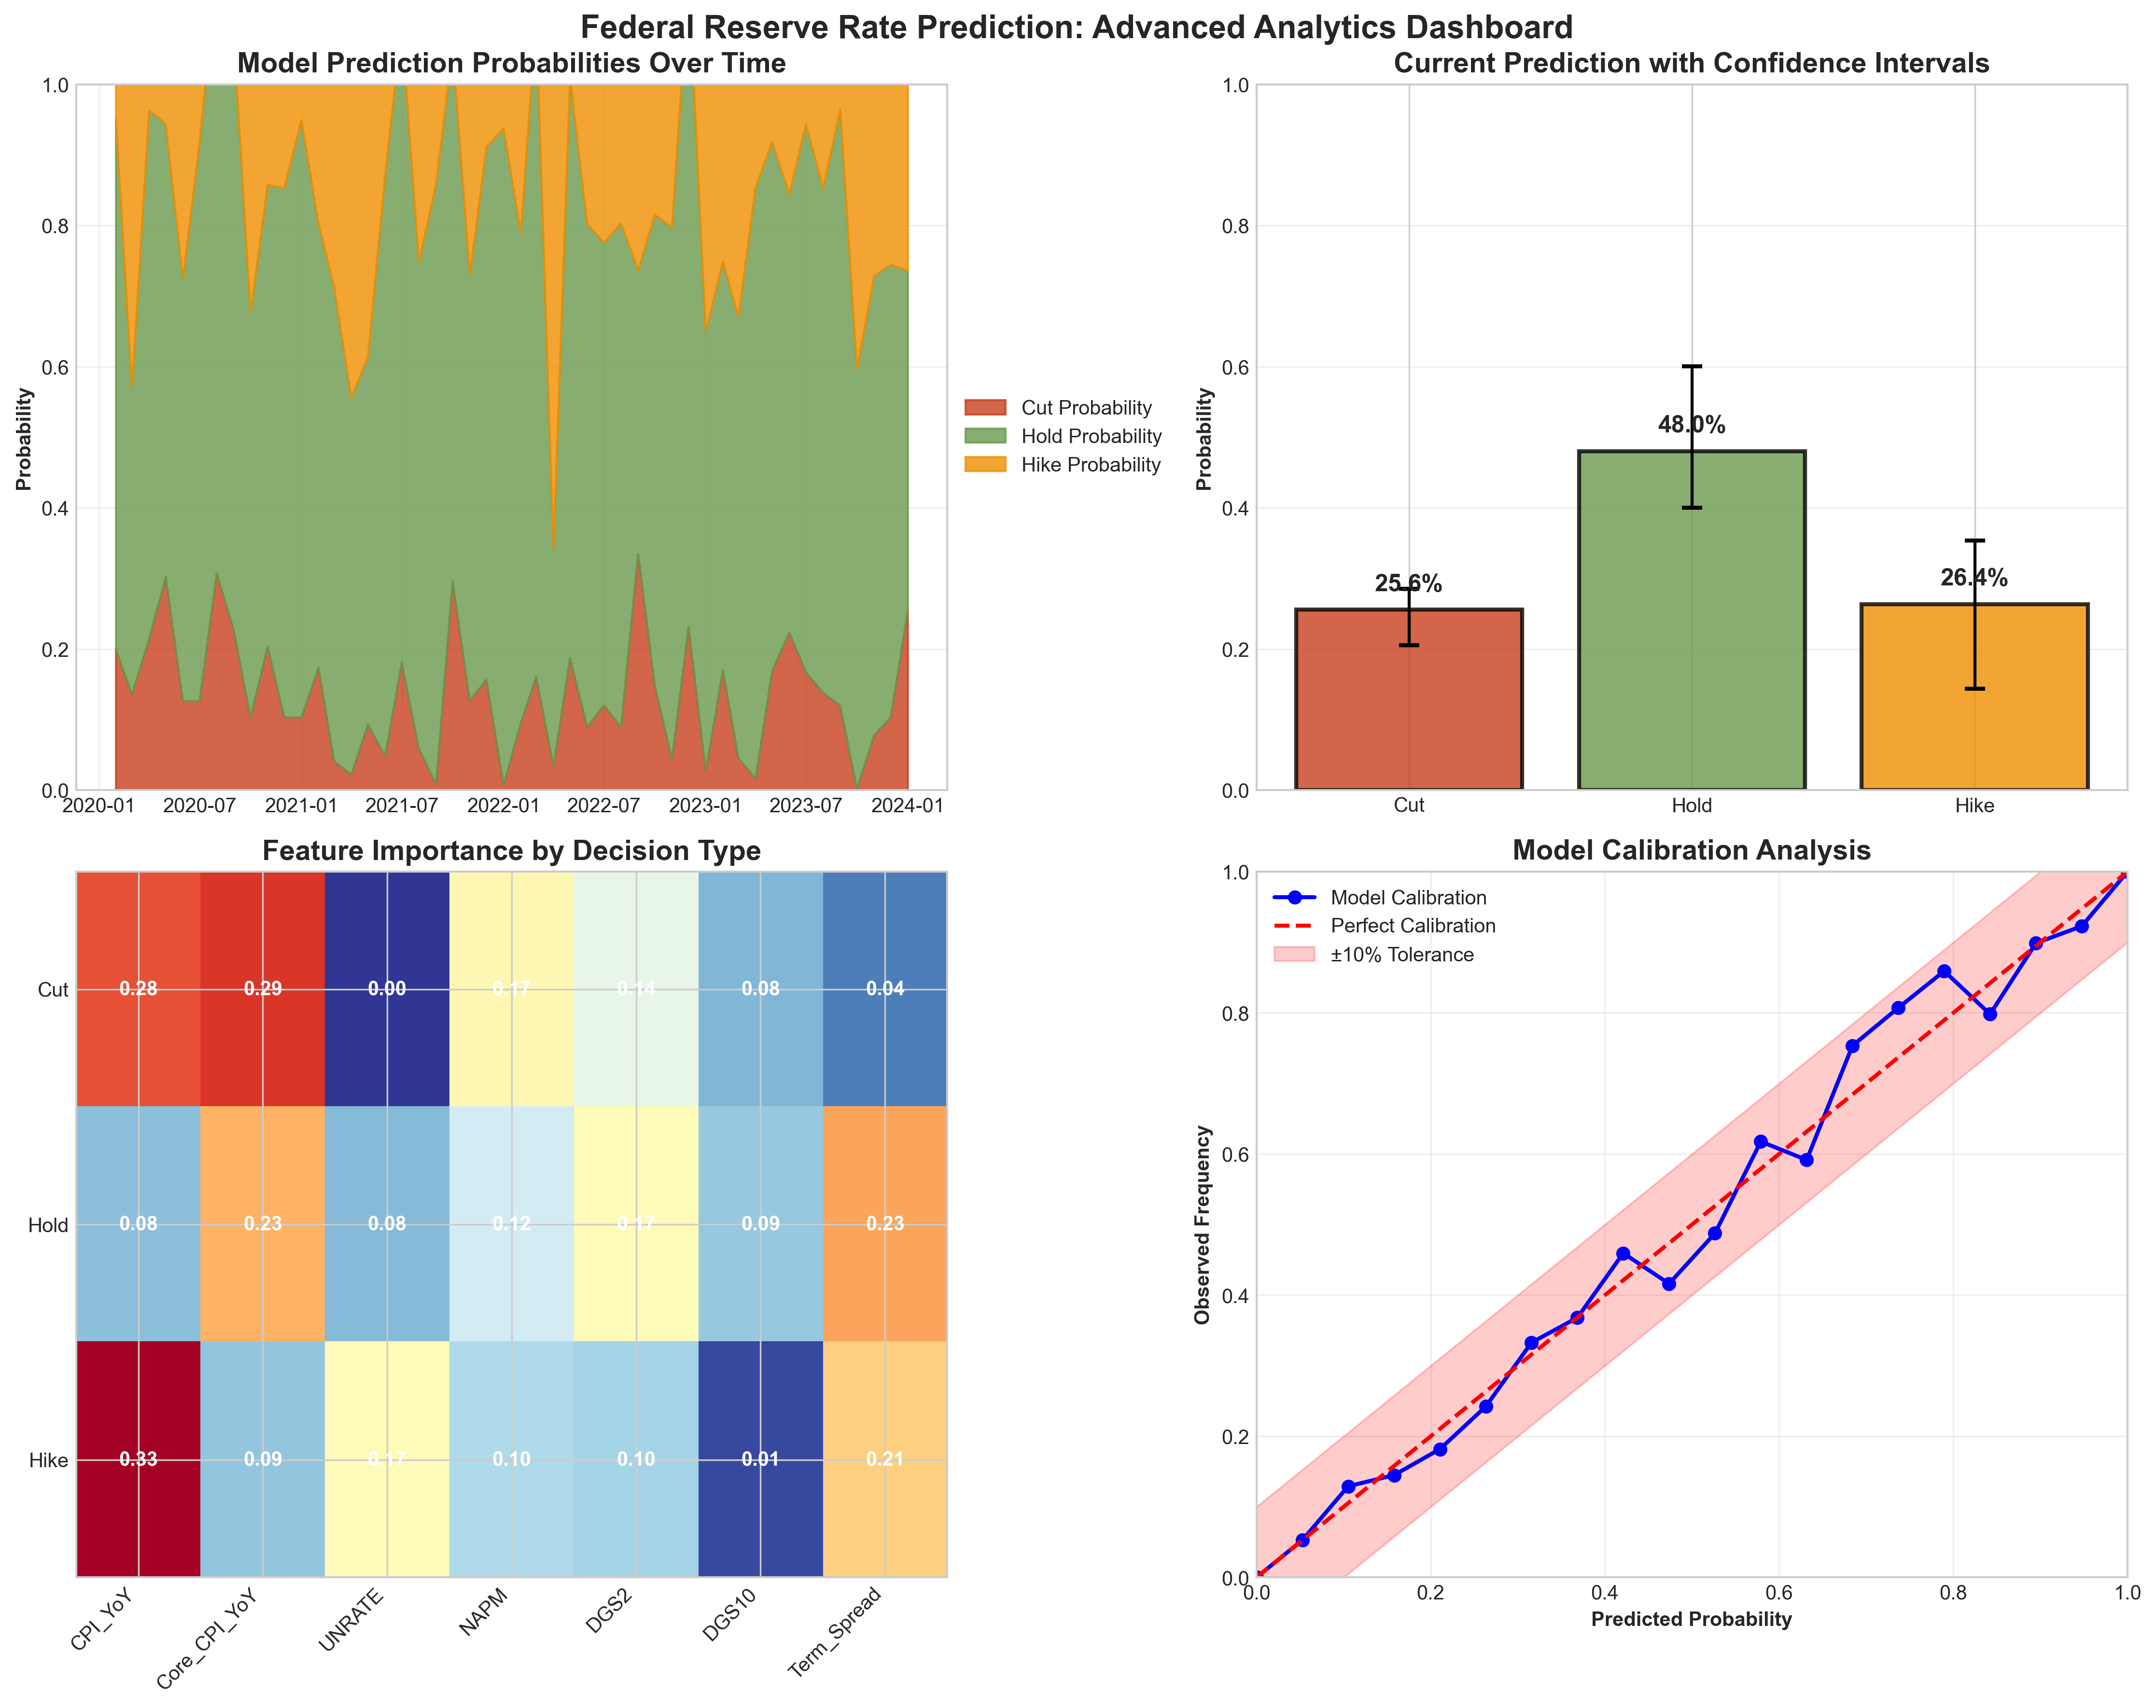 Federal Reserve Rate Prediction: Advanced Analytics Dashboard
Model Prediction Probabilities Over Time
Probability
1.0
0.8
0.6
0.4
0.2
0.0
2020-01 2020-07 2021-01 2021-07 2022-01 2022-07 2023-01 2023-07 2024-01
Cut Probability
Hold Probability
Hike Probability
Current Prediction with Confidence Intervals
Probability
1.0
0.8
0.6
0.4
0.2
0.0
25.6%
48.0%
26.4%
Cut Hold Hike
Feature Importance by Decision Type
Cut 0.28 0.29 0.00 0.17 0.14 0.08 0.04
Hold 0.08 0.23 0.08 0.12 0.17 0.09 0.23
Hike 0.33 0.09 0.17 0.10 0.10 0.01 0.21
CPI_YoY
Core_CPI_YoY
UNRATE
NAPM
DGS2
DGS10
Term_Spread
Model Calibration Analysis
Model Calibration
Perfect Calibration
±10% Tolerance
Observed Frequency
1.0
0.8
0.6
0.4
0.2
0.0
0.0 0.2 0.4 0.6 0.8 1.0
Predicted Probability